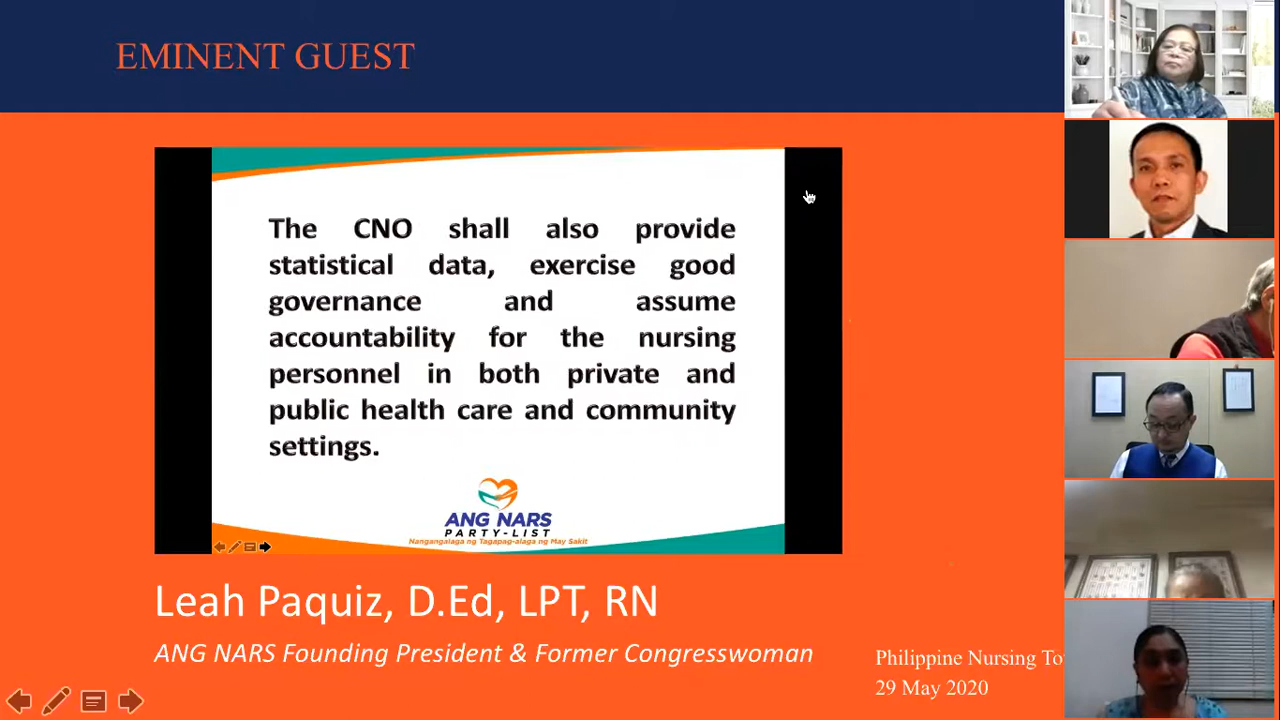 EMINENT GUEST
The CNO shall also provide
statistical data, exercise good
governance and assume
accountability for the nursing
personnel in both private and
public health care and community
settings.
ANG NARS
PARTY-LIST
Nangangalaga ng Tagapag-alaga ng May Sakit
Leah Paquiz, D.Ed, LPT, RN
ANG NARS Founding President & Former Congresswoman
Philippine Nursing
29 May 2020